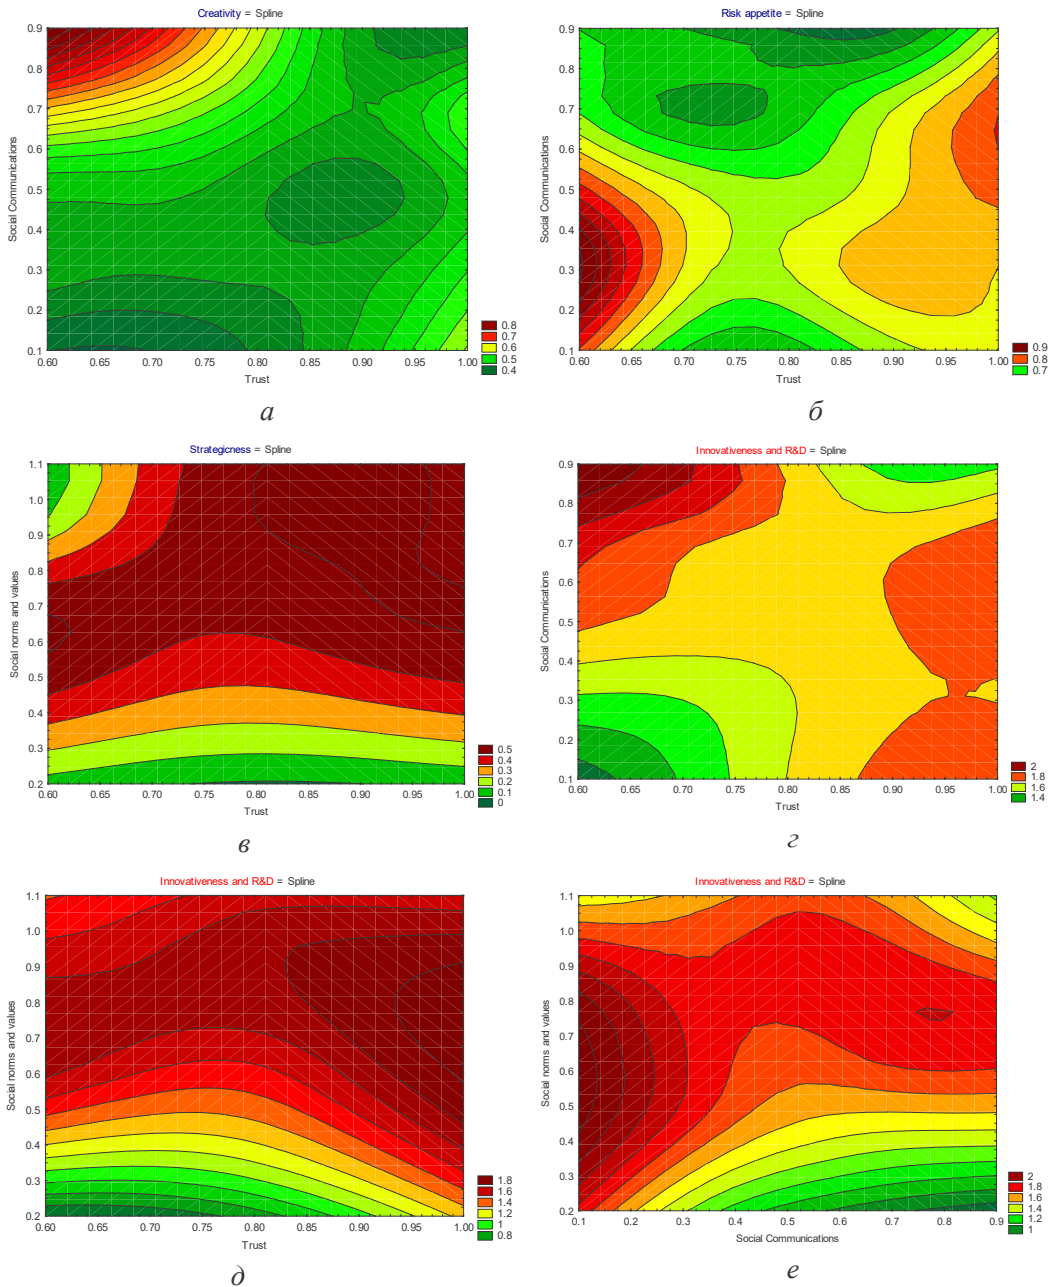 Creativity = Spline
0.9
0.8
0.7
0.6
0.5
0.4
0.3
0.2
0.1
Social Communications
0.60 0.65 0.70 0.75 0.80 0.85 0.90 0.95 1.00
Trust
0.8
0.7
0.6
0.5
0.4
а
Risk appetite = Spline
0.9
0.8
0.7
0.6
0.5
0.4
0.3
0.2
0.1
Social Communications
0.60 0.65 0.70 0.75 0.80 0.85 0.90 0.95 1.00
Trust
0.9
0.8
0.7
б
Strategicness = Spline
1.1
1.0
0.9
0.8
0.7
0.6
0.5
0.4
0.3
0.2
Social norms and values
0.60 0.65 0.70 0.75 0.80 0.85 0.90 0.95 1.00
Trust
0.5
0.4
0.3
0.2
0.1
0
в
Innovativeness and R&D = Spline
0.9
0.8
0.7
0.6
0.5
0.4
0.3
0.2
0.1
Social Communications
0.60 0.65 0.70 0.75 0.80 0.85 0.90 0.95 1.00
Trust
2
1.8
1.6
1.4
г
Innovativeness and R&D = Spline
1.1
1.0
0.9
0.8
0.7
0.6
0.5
0.4
0.3
0.2
Social norms and values
0.60 0.65 0.70 0.75 0.80 0.85 0.90 0.95 1.00
Trust
1.8
1.6
1.4
1.2
1
0.8
д
Innovativeness and R&D = Spline
1.1
1.0
0.9
0.8
0.7
0.6
0.5
0.4
0.3
0.2
Social norms and values
0.1 0.2 0.3 0.4 0.5 0.6 0.7 0.8 0.9
Social Communications
2
1.8
1.6
1.4
1.2
1
е